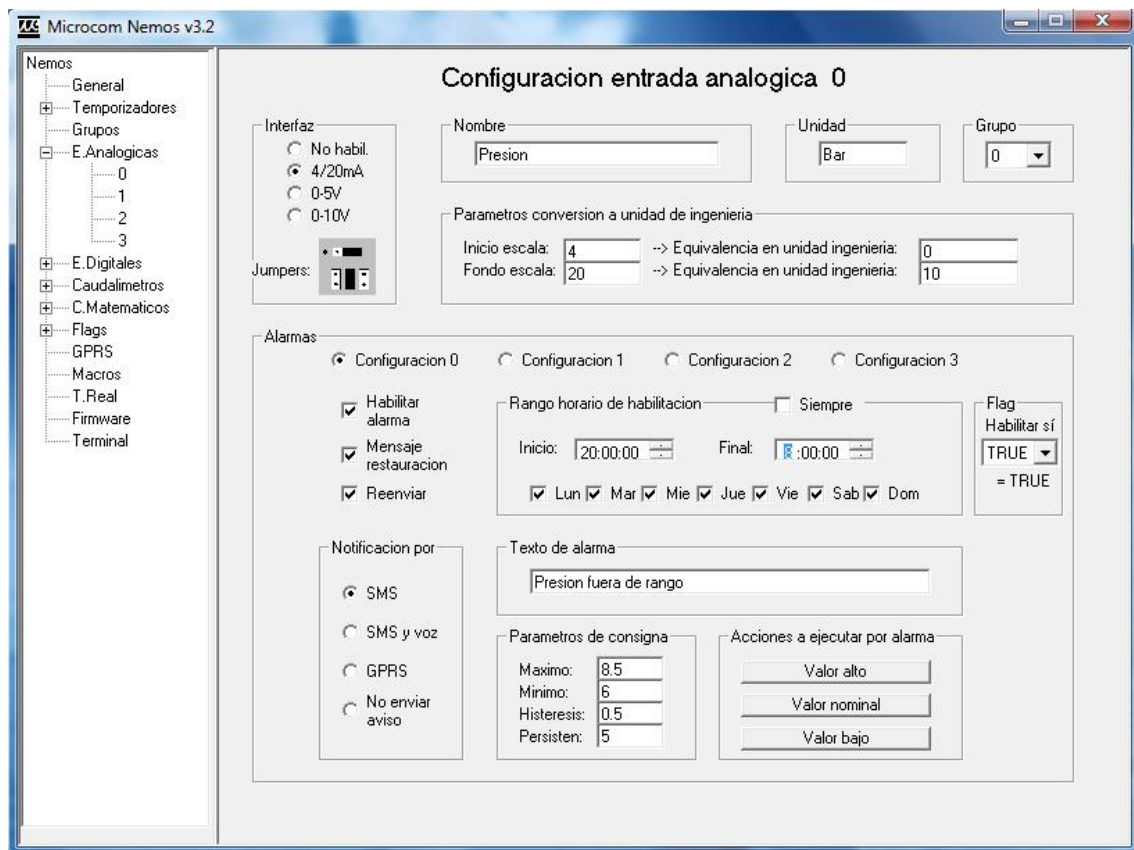 Microcom Nemos v3.2
Nemos
General
Temporizadores
Grupos
E.Analogicas
0
1
2
3
E.Digitales
Caudalimetros
C.Matematicos
Flags
GPRS
Macros
T.Real
Firmware
Terminal
Configuracion entrada analogica 0
Interfaz
No habil.
4/20mA
0-5V
0-10V
Jumpers:
Nombre
Presion
Unidad
Bar
Grupo
0
Parametros conversion a unidad de ingenieria
Inicio escala: 4 --> Equivalencia en unidad ingenieria: 0
Fondo escala: 20 --> Equivalencia en unidad ingenieria: 10
Alarmas
Configuracion 0 Configuracion 1 Configuracion 2 Configuracion 3
Habilitar
alarma
Mensaje
restauracion
Reenviar
Rango horario de habilitacion Siempre
Inicio: 20:00:00 Final: 8:00:00
Lun Mar Mie Jue Vie Sab Dom
Flag
Habilitar sí
TRUE
= TRUE
Notificacion por
SMS
SMS y voz
GPRS
No enviar
aviso
Texto de alarma
Presion fuera de rango
Parametros de consigna
Maximo: 8.5
Minimo: 6
Histeresis: 0.5
Persisten: 5
Acciones a ejecutar por alarma
Valor alto
Valor nominal
Valor bajo